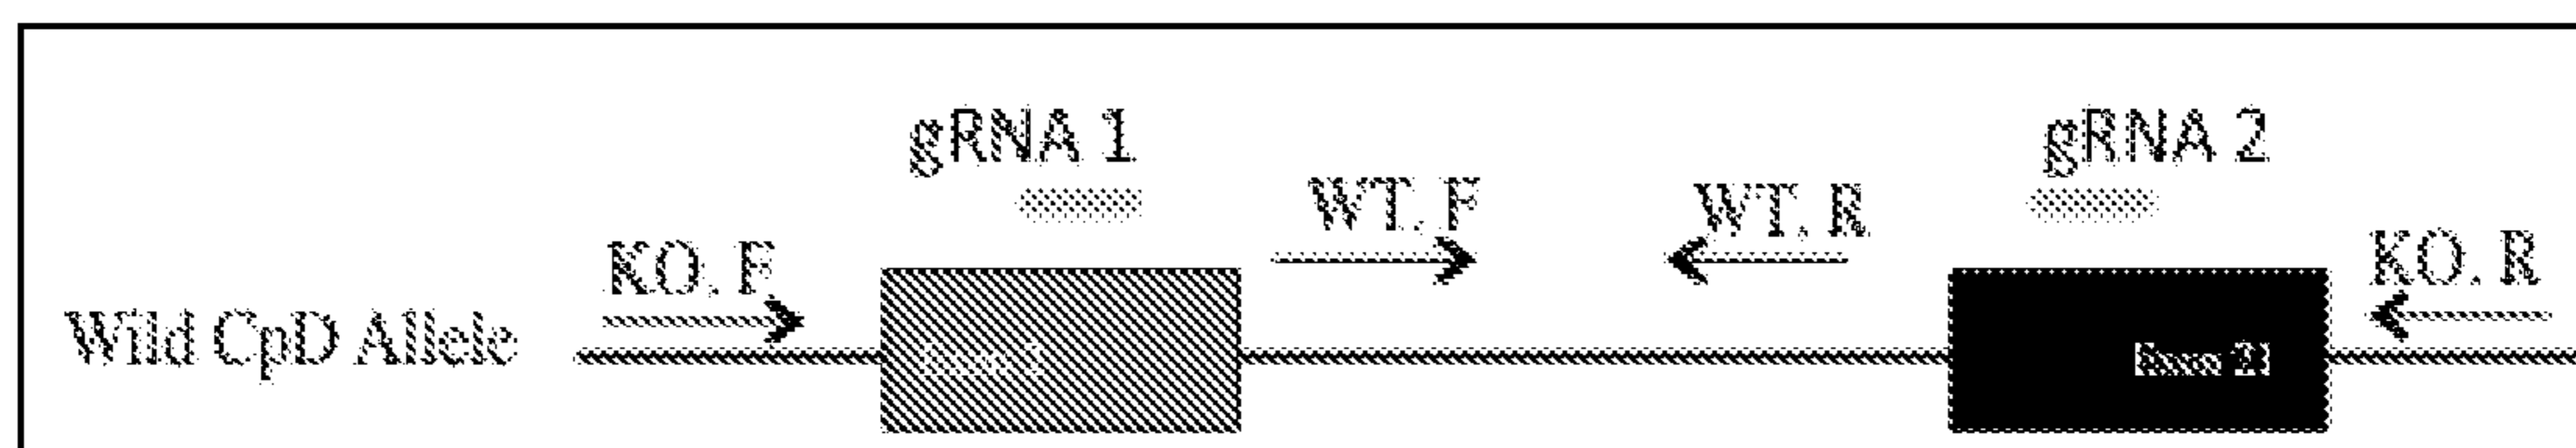 gRNA 1
gRNA 2
WT. F
WT. R
KO. F
KO. R
Wild CpD Allele